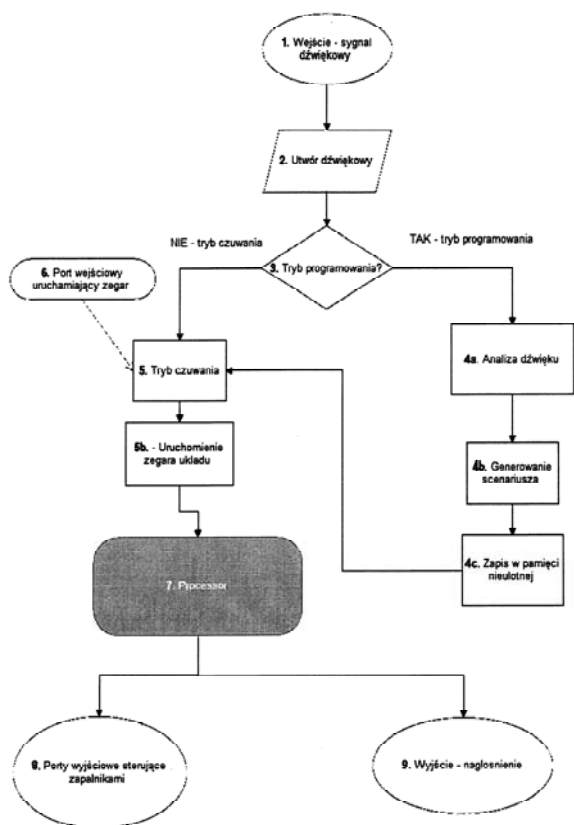 1. Wejście - sygnał
dźwiękowy
2. Utwór dźwiękowy
NIE - tryb czuwania
TAK - tryb programowania
3. Tryb programowania?
6. Port wejściowy
uruchamiający zegar
5. Tryb czuwania
4a. Analiza dźwięku
5b. - Uruchomienie
zegara układu
4b. Generowanie
scenariusza
4c. Zapis w pamięci
nieulotnej
7. Processor
8. Porty wyjściowe sterujące
zapalnikami
9. Wyjście - nagłosnienie